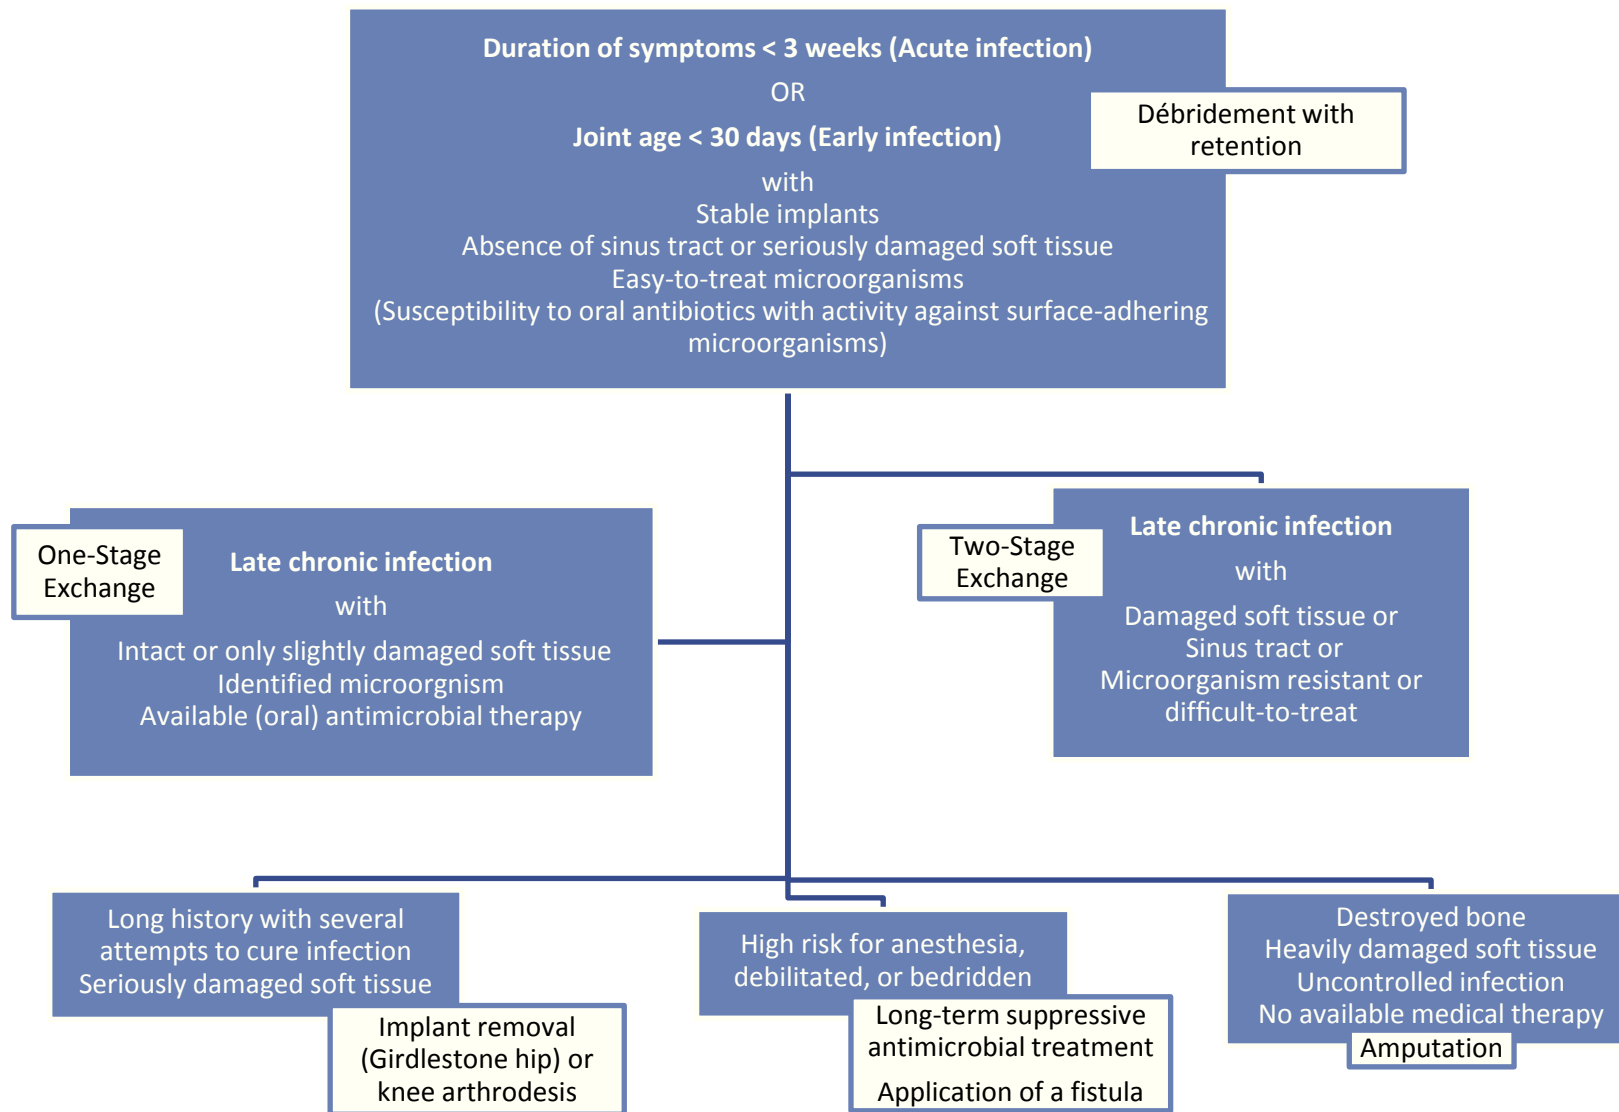 Duration of symptoms < 3 weeks (Acute infection)
OR
Joint age < 30 days (Early infection)
with
Stable implants
Absence of sinus tract or seriously damaged soft tissue
Easy-to-treat microorganisms
(Susceptibility to oral antibiotics with activity against surface-adhering
microorganisms)
Débridement with
retention
One-Stage
Exchange
Late chronic infection
with
Intact or only slightly damaged soft tissue
Identified microorgnism
Available (oral) antimicrobial therapy
Two-Stage
Exchange
Late chronic infection
with
Damaged soft tissue or
Sinus tract or
Microorganism resistant or
difficult-to-treat
Long history with several
attempts to cure infection
Seriously damaged soft tissue
Implant removal
(Girdlestone hip) or
knee arthrodesis
High risk for anesthesia,
debilitated, or bedridden
Long-term suppressive
antimicrobial treatment
Application of a fistula
Destroyed bone
Heavily damaged soft tissue
Uncontrolled infection
No available medical therapy
Amputation